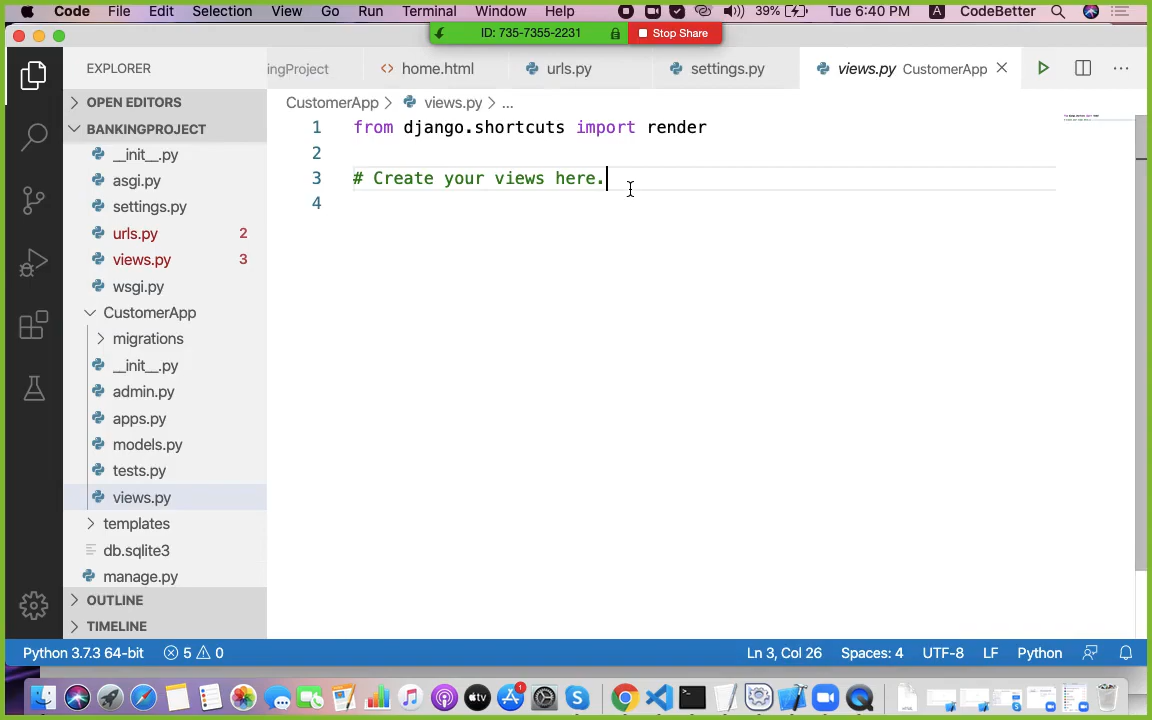 Code File Edit Selection View Go Run Terminal Window Help 39% Tue 6:40 PM A CodeBetter
ID: 735-7355-2231 Stop Share
EXPLORER
ingProject <> home.html urls.py settings.py views.py CustomerApp
OPEN EDITORS
CustomerApp > views.py > ...
BANKINGPROJECT
__init__.py
asgi.py
settings.py
urls.py 2
views.py 3
wsgi.py
CustomerApp
migrations
__init__.py
admin.py
apps.py
models.py
tests.py
views.py
templates
db.sqlite3
manage.py
OUTLINE
TIMELINE
1 from django.shortcuts import render
2
3 # Create your views here.
4
Python 3.7.3 64-bit 5 0 Ln 3, Col 26 Spaces: 4 UTF-8 LF Python
tv
1